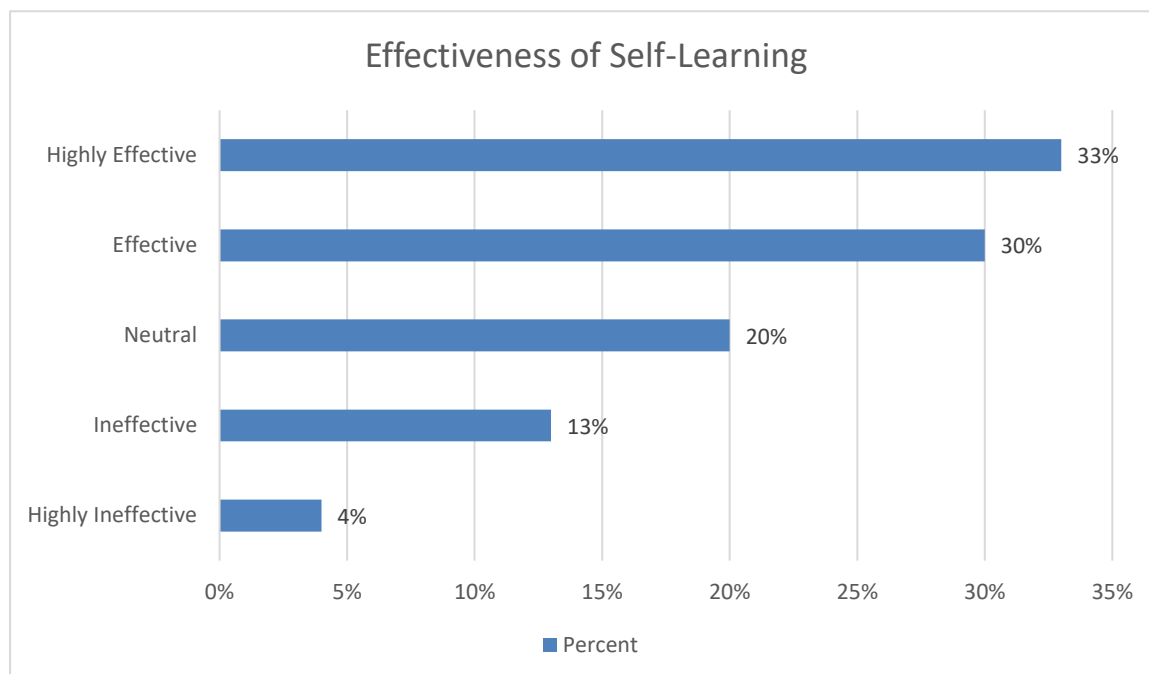 Effectiveness of Self-Learning
Highly Effective
33%
Effective
30%
Neutral
20%
Ineffective
13%
Highly Ineffective
4%
0% 5% 10% 15% 20% 25% 30% 35%
Percent